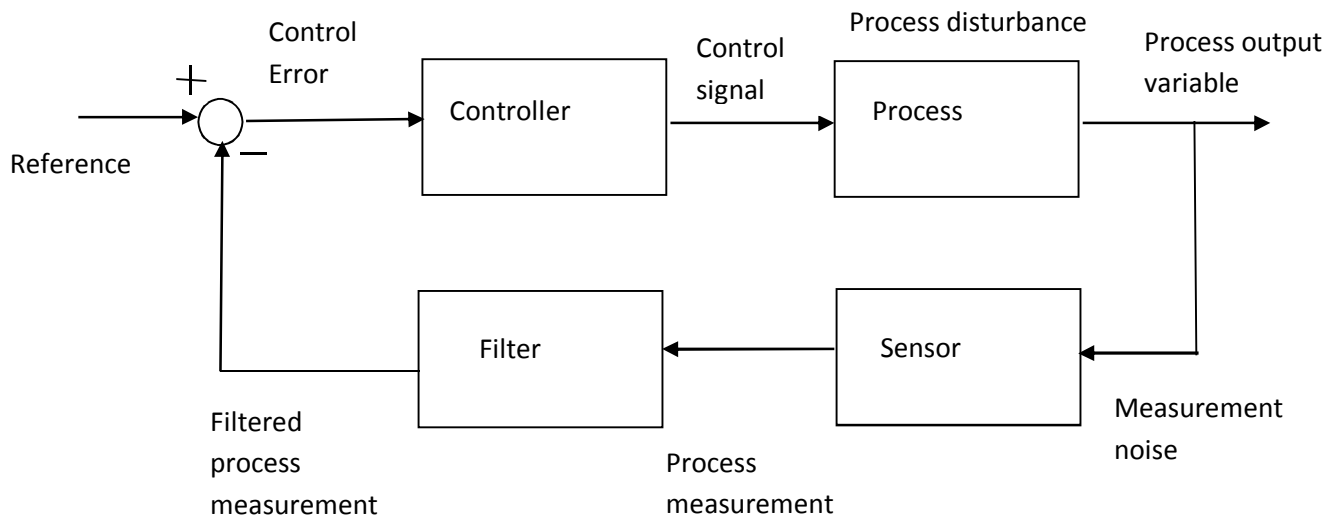 Process disturbance
Control
Error
Control
signal
Process output
variable
+
Controller
Process
−
Reference
Filter
Sensor
Filtered
process
measurement
Process
measurement
Measurement
noise